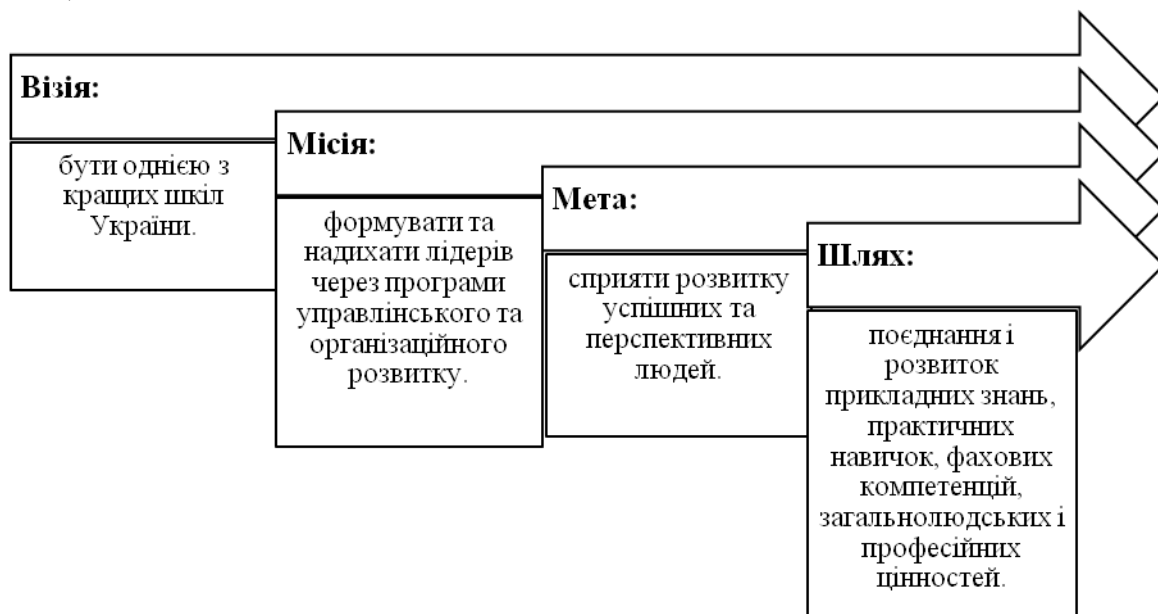 Візія:
бути однією з
кращих шкіл
України.
Місія:
формувати та
надихати лідерів
через програми
управлінського та
організаційного
розвитку.
Мета:
сприяти розвитку
успішних та
перспективних
людей.
Шлях:
поєднання і
розвиток
прикладних знань,
практичних
навичок, фахових
компетенцій,
загальнолюдських і
професійних
цінностей.